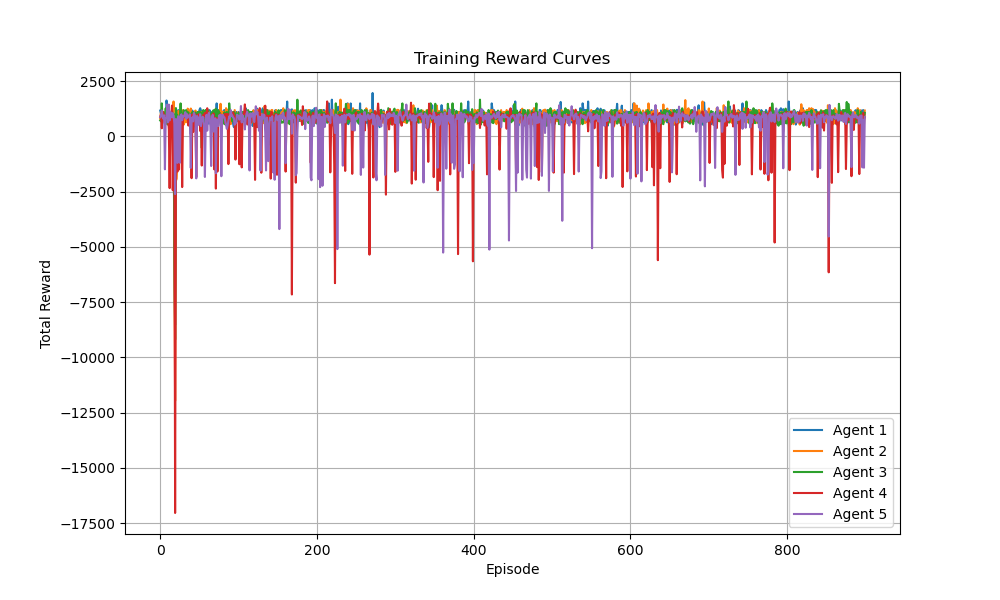 Training Reward Curves
Total Reward
2500
0
−2500
−5000
−7500
−10000
−12500
−15000
−17500
Agent 1
Agent 2
Agent 3
Agent 4
Agent 5
0 200 400 600 800
Episode